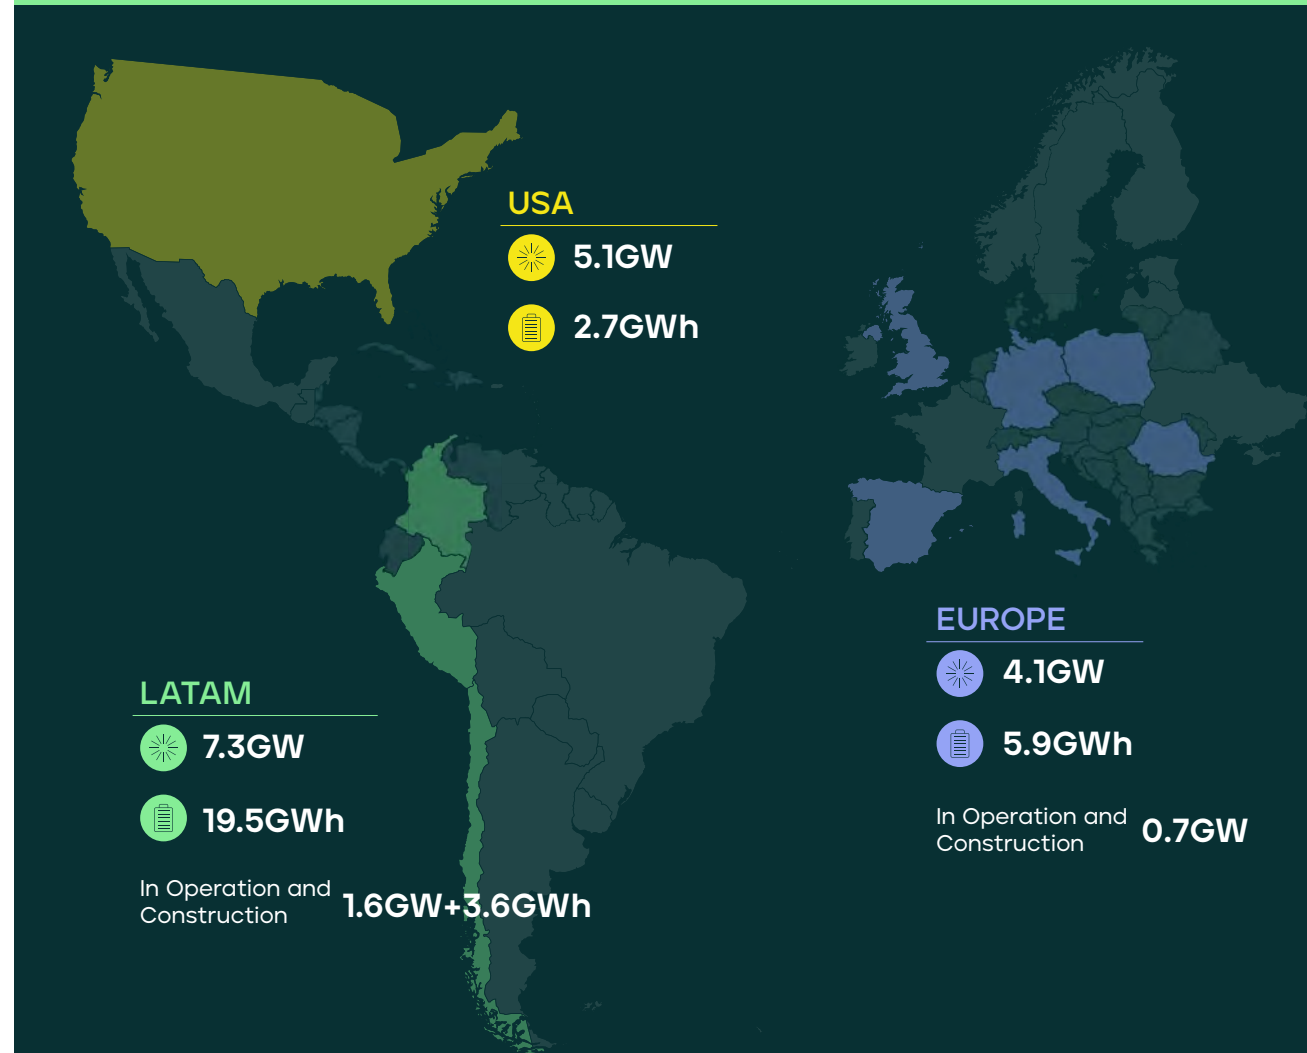 USA
5.1GW
2.7GWh
EUROPE
4.1GW
5.9GWh
In Operation and
Construction
0.7GW
LATAM
7.3GW
19.5GWh
In Operation and
Construction
1.6GW+3.6GWh